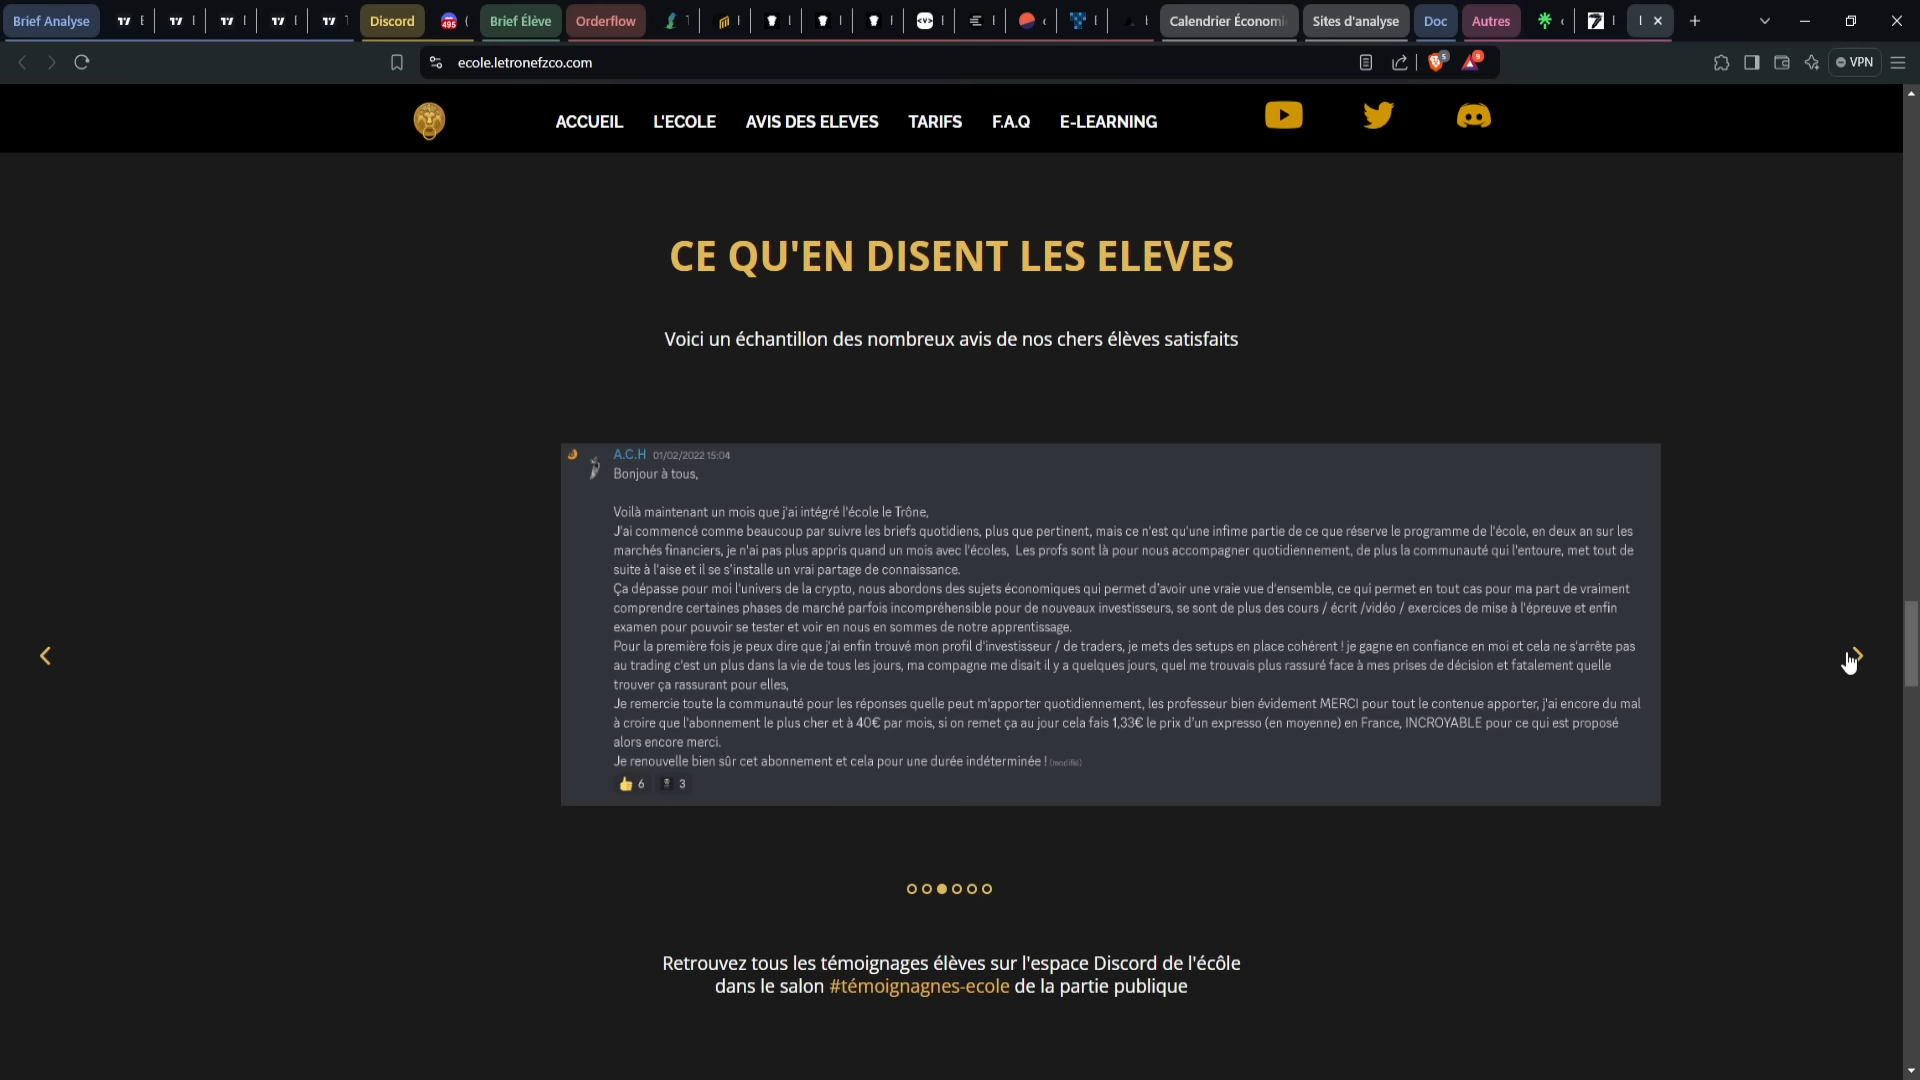 Brief Analyse
Discord
495
Brief Élève
Orderflow
Calendrier Économi
Sites d'analyse
Doc
Autres
ecole.letronefzco.com
5
9
VPN
ACCUEIL
L'ECOLE
AVIS DES ELEVES
TARIFS
F.A.Q
E-LEARNING
CE QU'EN DISENT LES ELEVES
Voici un échantillon des nombreux avis de nos chers élèves satisfaits
A.C.H 01/02/2022 15:04
Bonjour à tous,
Voilà maintenant un mois que j'ai intégré l'école le Trône,
J'ai commencé comme beaucoup par suivre les briefs quotidiens, plus que pertinent, mais ce n'est qu'une infime partie de ce que réserve le programme de l'école, en deux an sur les
marchés financiers, je n'ai pas plus appris quand un mois avec l'écoles, Les profs sont là pour nous accompagner quotidiennement, de plus la communauté qui l'entoure, met tout de
suite à l'aise et il se s'installe un vrai partage de connaissance.
Ça dépasse pour moi l'univers de la crypto, nous abordons des sujets économiques qui permet d'avoir une vraie vue d'ensemble, ce qui permet en tout cas pour ma part de vraiment
comprendre certaines phases de marché parfois incompréhensible pour de nouveaux investisseurs, se sont de plus des cours / écrit /vidéo / exercices de mise à l'épreuve et enfin
examen pour pouvoir se tester et voir en nous en sommes de notre apprentissage.
Pour la première fois je peux dire que j'ai enfin trouvé mon profil d'investisseur / de traders, je mets des setups en place cohérent ! je gagne en confiance en moi et cela ne s'arrête pas
au trading c'est un plus dans la vie de tous les jours, ma compagne me disait il y a quelques jours, quel me trouvais plus rassuré face à mes prises de décision et fatalement quelle
trouver ça rassurant pour elles,
Je remercie toute la communauté pour les réponses quelle peut m'apporter quotidiennement, les professeur bien évidement MERCI pour tout le contenue apporter, j'ai encore du mal
à croire que l'abonnement le plus cher et à 40€ par mois, si on remet ça au jour cela fais 1,33€ le prix d'un expresso (en moyenne) en France, INCROYABLE pour ce qui est proposé
alors encore merci.
Je renouvelle bien sûr cet abonnement et cela pour une durée indéterminée ! (modifié)
6 3
Retrouvez tous les témoignages élèves sur l'espace Discord de l'écôle
dans le salon #témoignagnes-ecole de la partie publique